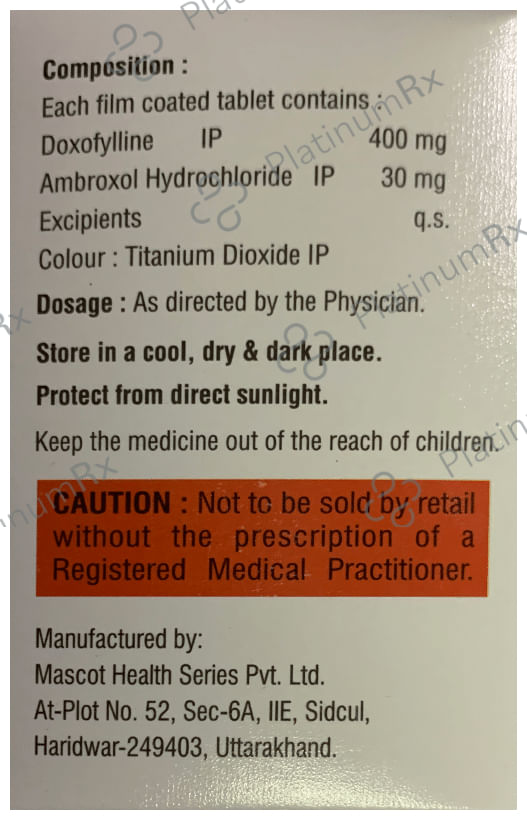 Composition :
Each film coated tablet contains :
Doxofylline IP 400 mg
Ambroxol Hydrochloride IP 30 mg
Excipients q.s.
Colour : Titanium Dioxide IP
Dosage : As directed by the Physician.
Store in a cool, dry & dark place.
Protect from direct sunlight.
Keep the medicine out of the reach of children.
CAUTION : Not to be sold by retail
without the prescription of a
Registered Medical Practitioner.
Manufactured by:
Mascot Health Series Pvt. Ltd.
At-Plot No. 52, Sec-6A, IIE, Sidcul,
Haridwar-249403, Uttarakhand.
PlatinumRx
PlatinumRx